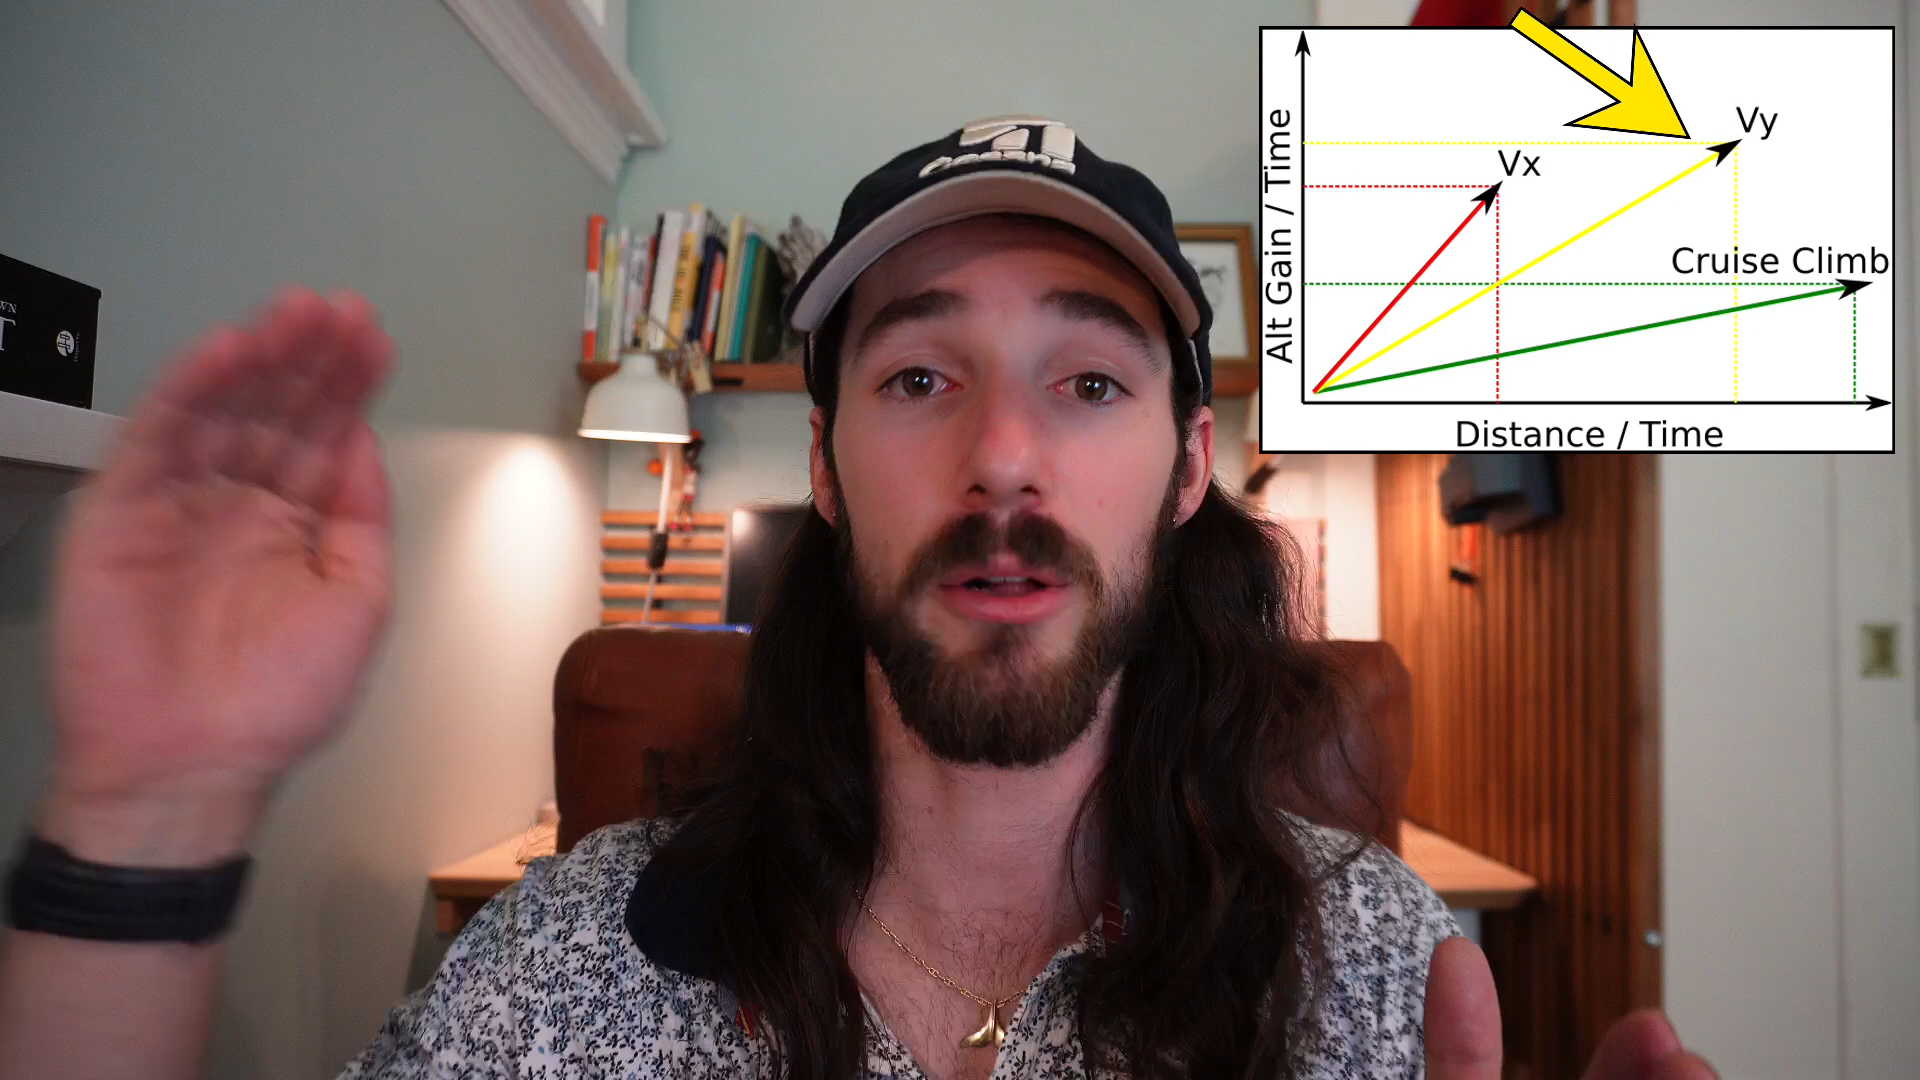 Vy
Vx
Cruise Climb
Alt Gain / Time
Distance / Time